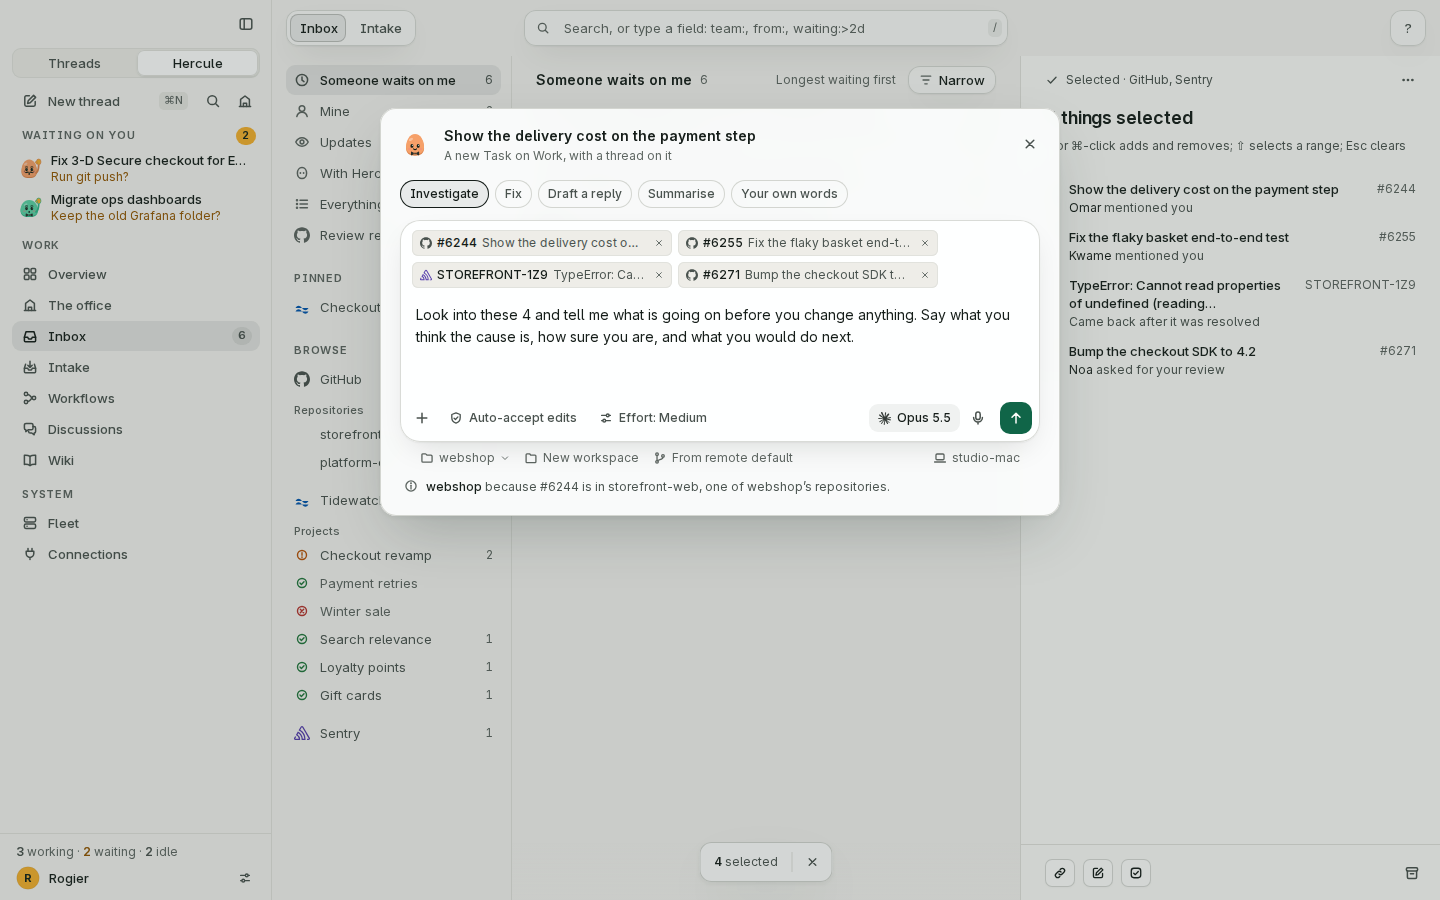 Threads
Hercule
New thread
⌘N
WAITING ON YOU
2
Fix 3-D Secure checkout for E…
Run git push?
Migrate ops dashboards
Keep the old Grafana folder?
WORK
Overview
The office
Inbox
6
Intake
Workflows
Discussions
Wiki
SYSTEM
Fleet
Connections
3 working · 2 waiting · 2 idle
R
Rogier
Inbox
Intake
Search, or type a field: team:, from:, waiting:>2d
/
?
Someone waits on me
6
Mine
Updates
With Herc
Everything
Review re
PINNED
Checkout
BROWSE
GitHub
Repositories
storefront
platform-
Tidewatc
Projects
Checkout revamp
2
Payment retries
Winter sale
Search relevance
1
Loyalty points
1
Gift cards
1
Sentry
1
Someone waits on me
6
Longest waiting first
Narrow
Show the delivery cost on the payment step
A new Task on Work, with a thread on it
Investigate
Fix
Draft a reply
Summarise
Your own words
#6244 Show the delivery cost o…
#6255 Fix the flaky basket end-t…
STOREFRONT-1Z9 TypeError: Ca…
#6271 Bump the checkout SDK t…
Look into these 4 and tell me what is going on before you change anything. Say what you
think the cause is, how sure you are, and what you would do next.
Auto-accept edits
Effort: Medium
Opus 5.5
webshop
New workspace
From remote default
studio-mac
webshop because #6244 is in storefront-web, one of webshop’s repositories.
4 selected
Selected · GitHub, Sentry
things selected
or ⌘-click adds and removes; ⇧ selects a range; Esc clears
Show the delivery cost on the payment step
#6244
Omar mentioned you
Fix the flaky basket end-to-end test
#6255
Kwame mentioned you
TypeError: Cannot read properties
of undefined (reading…
STOREFRONT-1Z9
Came back after it was resolved
Bump the checkout SDK to 4.2
#6271
Noa asked for your review